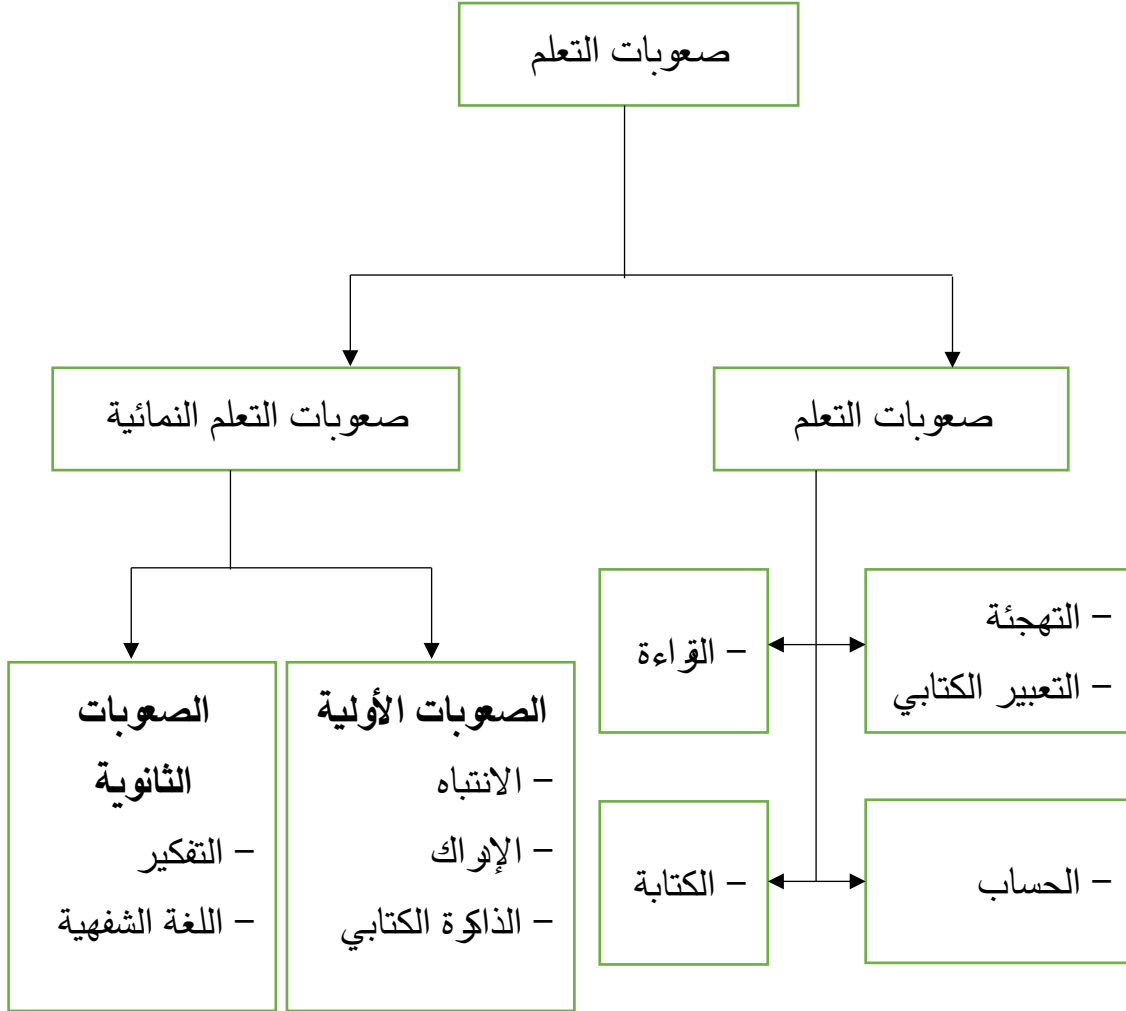 صعوبات التعلم
صعوبات التعلم
صعوبات التعلم النمائية
– التهجئة
– التعبير الكتابي
– القراءة
– الحساب
– الكتابة
الصعوبات الأولية
– الانتباه
– الإدراك
– الذاكرة الكتابي
الصعوبات
الثانوية
– التفكير
– اللغة الشفهية